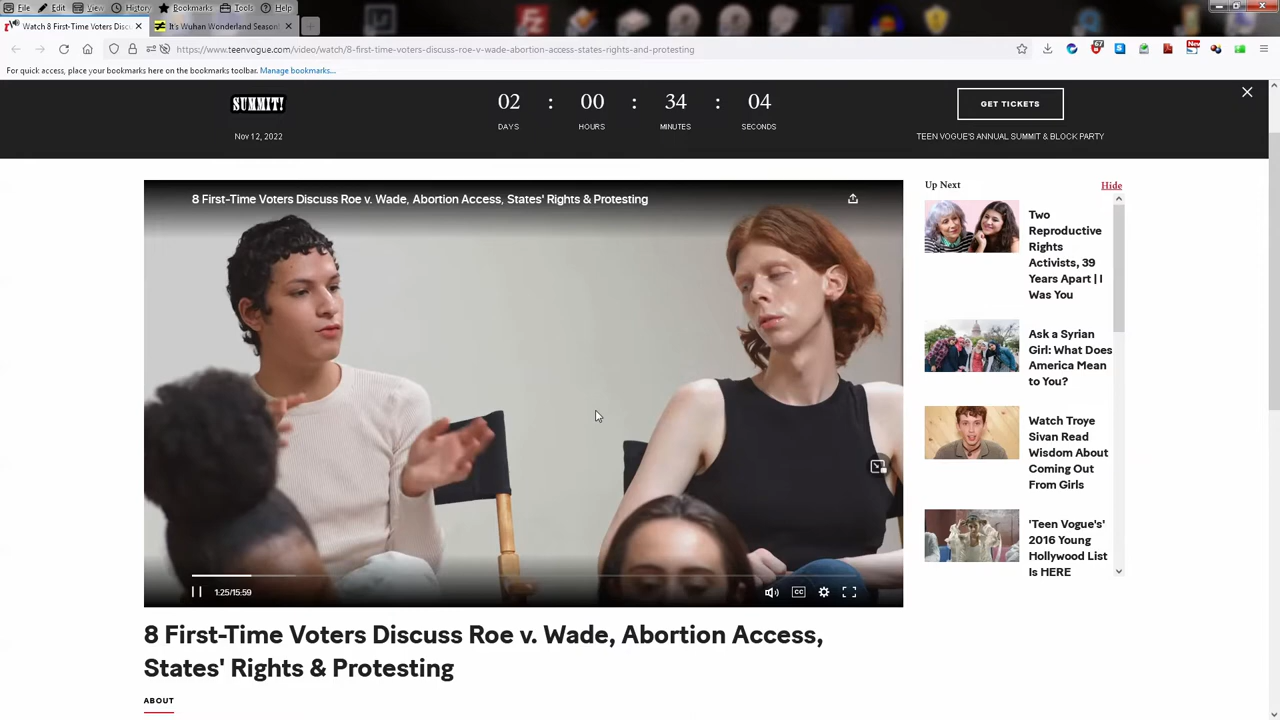 File Edit View History Bookmarks Tools Help
Watch 8 First-Time Voters Disc
It's Wuhan Wonderland Season!
https://www.teenvogue.com/video/watch/8-first-time-voters-discuss-roe-v-wade-abortion-access-states-rights-and-protesting
67
New
For quick access, place your bookmarks here on the bookmarks toolbar. Manage bookmarks...
SUMMIT!
Nov 12, 2022
02 : 00 : 34 : 04
DAYS HOURS MINUTES SECONDS
GET TICKETS
TEEN VOGUE'S ANNUAL SUMMIT & BLOCK PARTY
8 First-Time Voters Discuss Roe v. Wade, Abortion Access, States' Rights & Protesting
1:25/15:59
CC
Up Next
Hide
Two
Reproductive
Rights
Activists, 39
Years Apart | I
Was You
Ask a Syrian
Girl: What Does
America Mean
to You?
Watch Troye
Sivan Read
Wisdom About
Coming Out
From Girls
'Teen Vogue's'
2016 Young
Hollywood List
Is HERE
8 First-Time Voters Discuss Roe v. Wade, Abortion Access,
States' Rights & Protesting
ABOUT